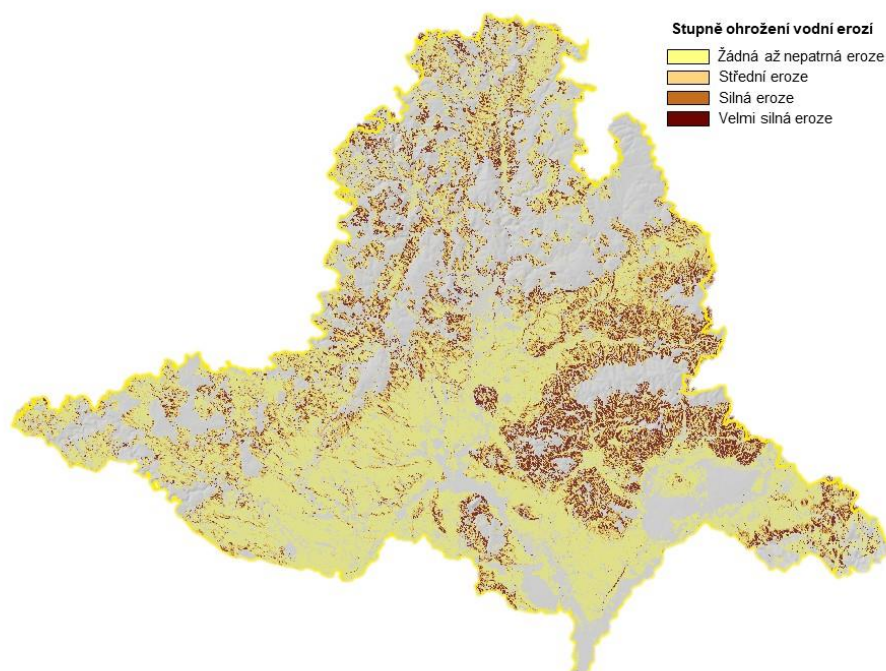 Stupně ohrožení vodní erozí
Žádná až nepatrná eroze
Střední eroze
Silná eroze
Velmi silná eroze